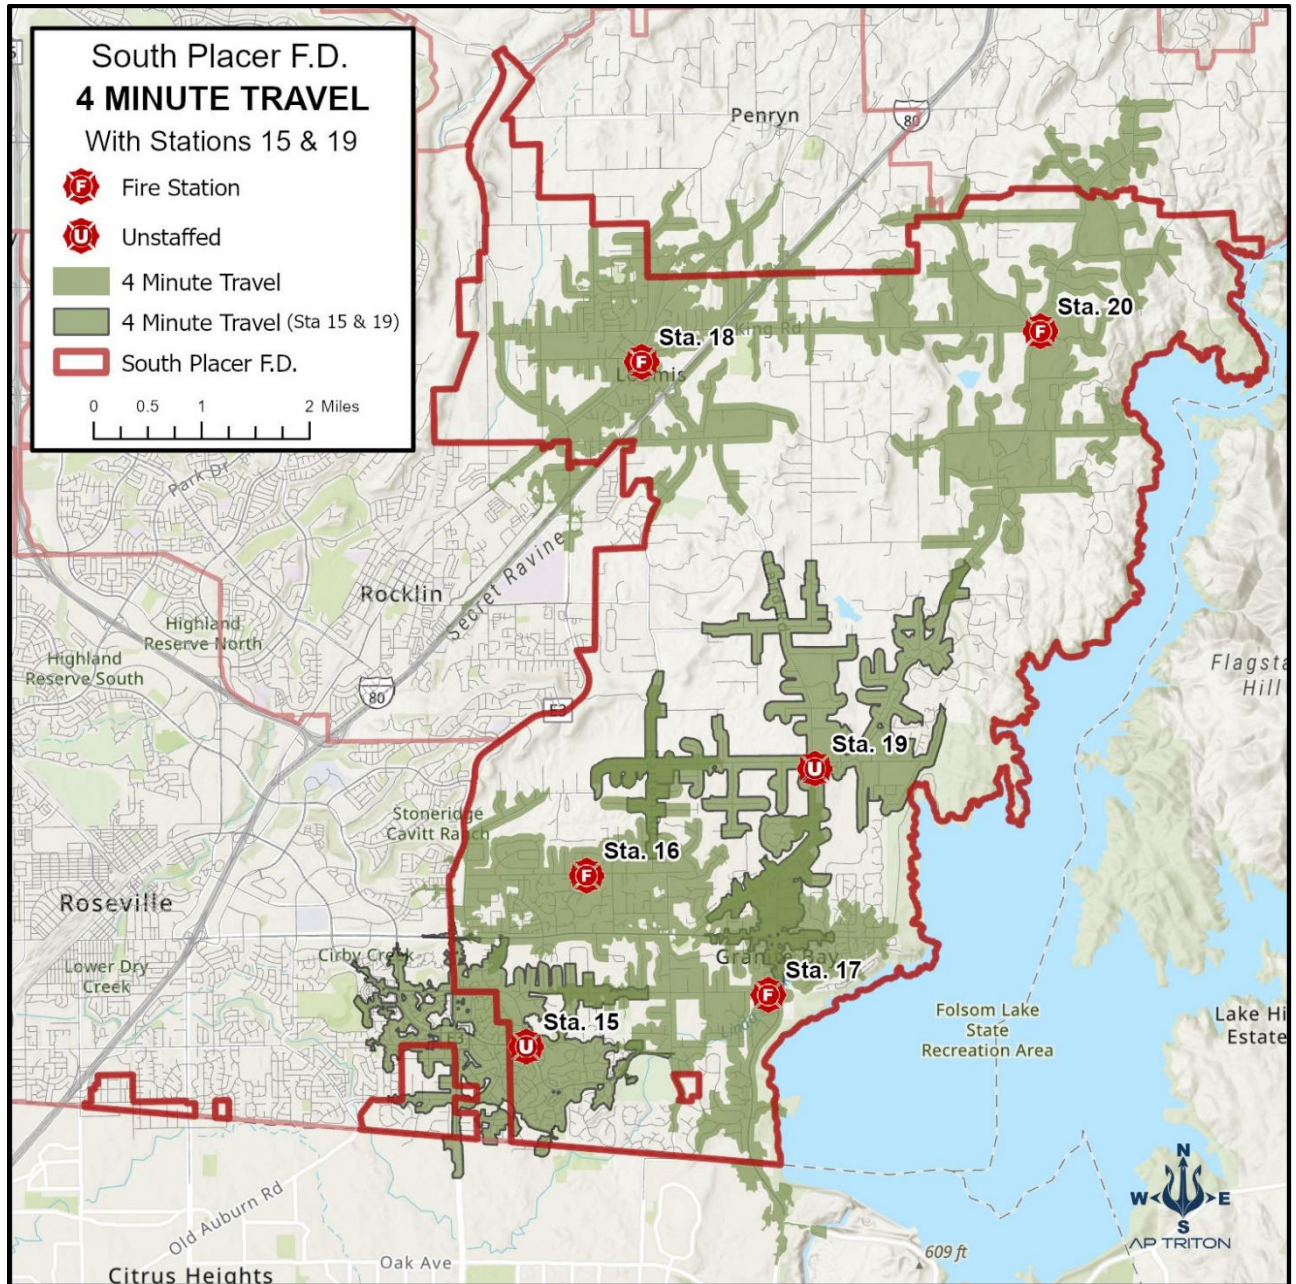 South Placer F.D.
4 MINUTE TRAVEL
With Stations 15 & 19
F Fire Station
U Unstaffed
4 Minute Travel
4 Minute Travel (Sta 15 & 19)
South Placer F.D.
0 0.5 1 2 Miles
Penryn
80
Sta. 20
F
Sta. 18
F
Loomis
Park Dr
Secret Ravine
Rocklin
Highland
Reserve North
Highland
Reserve South
80
E3
Flagsta
Hill
Sta. 19
U
Stoneridge
Cavitt Ranch
Sta. 16
F
Roseville
Cirby Creek
Lower Dry
Creek
Granite Bay
Sta. 17
F
Sta. 15
U
Folsom Lake
State
Recreation Area
Lake Hi
Estate
Old Auburn Rd
Oak Ave
Citrus Heights
609 ft
N
W E
S
AP TRITON